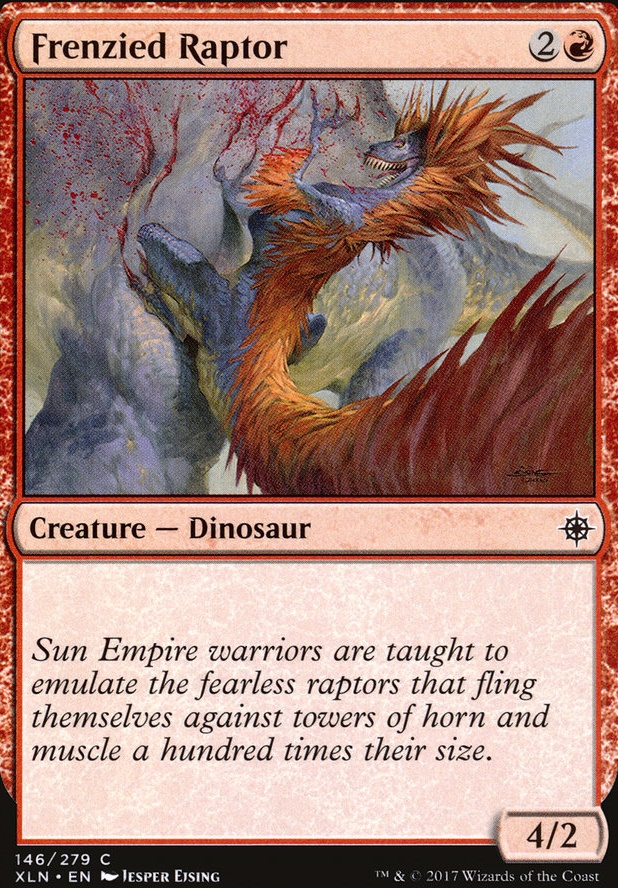 Frenzied Raptor 2
Creature — Dinosaur
Sun Empire warriors are taught to
emulate the fearless raptors that fling
themselves against towers of horn and
muscle a hundred times their size.
4/2
146/279 C
XLN • EN Jesper Ejsing ™ & © 2017 Wizards of the Coast